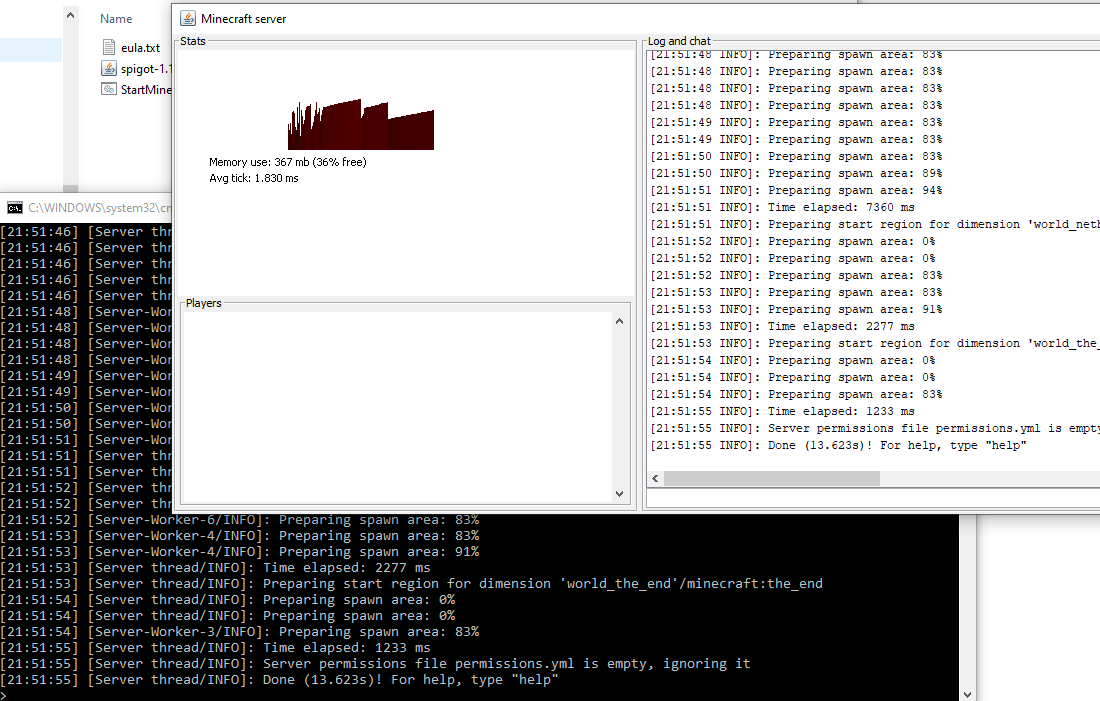 Name
eula.txt
spigot-1.1
StartMine
Minecraft server
Stats
Memory use: 367 mb (36% free)
Avg tick: 1.830 ms
Players
Log and chat
[21:51:48 INFO]: Preparing spawn area: 83%
[21:51:48 INFO]: Preparing spawn area: 83%
[21:51:48 INFO]: Preparing spawn area: 83%
[21:51:48 INFO]: Preparing spawn area: 83%
[21:51:49 INFO]: Preparing spawn area: 83%
[21:51:49 INFO]: Preparing spawn area: 83%
[21:51:50 INFO]: Preparing spawn area: 83%
[21:51:50 INFO]: Preparing spawn area: 89%
[21:51:51 INFO]: Preparing spawn area: 94%
[21:51:51 INFO]: Time elapsed: 7360 ms
[21:51:51 INFO]: Preparing start region for dimension 'world_neth
[21:51:52 INFO]: Preparing spawn area: 0%
[21:51:52 INFO]: Preparing spawn area: 0%
[21:51:52 INFO]: Preparing spawn area: 83%
[21:51:53 INFO]: Preparing spawn area: 83%
[21:51:53 INFO]: Preparing spawn area: 91%
[21:51:53 INFO]: Time elapsed: 2277 ms
[21:51:53 INFO]: Preparing start region for dimension 'world_the_
[21:51:54 INFO]: Preparing spawn area: 0%
[21:51:54 INFO]: Preparing spawn area: 0%
[21:51:54 INFO]: Preparing spawn area: 83%
[21:51:55 INFO]: Time elapsed: 1233 ms
[21:51:55 INFO]: Server permissions file permissions.yml is empty
[21:51:55 INFO]: Done (13.623s)! For help, type "help"
C:\WINDOWS\system32\cm
[21:51:46] [Server thr
[21:51:46] [Server thr
[21:51:46] [Server thr
[21:51:46] [Server thr
[21:51:46] [Server thr
[21:51:48] [Server-Wor
[21:51:48] [Server-Wor
[21:51:48] [Server-Wor
[21:51:48] [Server-Wor
[21:51:49] [Server-Wor
[21:51:49] [Server-Wor
[21:51:50] [Server-Wor
[21:51:50] [Server-Wor
[21:51:51] [Server-Wor
[21:51:51] [Server thr
[21:51:51] [Server thr
[21:51:52] [Server thr
[21:51:52] [Server thr
[21:51:52] [Server-Worker-6/INFO]: Preparing spawn area: 83%
[21:51:53] [Server-Worker-4/INFO]: Preparing spawn area: 83%
[21:51:53] [Server-Worker-4/INFO]: Preparing spawn area: 91%
[21:51:53] [Server thread/INFO]: Time elapsed: 2277 ms
[21:51:53] [Server thread/INFO]: Preparing start region for dimension 'world_the_end'/minecraft:the_end
[21:51:54] [Server thread/INFO]: Preparing spawn area: 0%
[21:51:54] [Server thread/INFO]: Preparing spawn area: 0%
[21:51:54] [Server-Worker-3/INFO]: Preparing spawn area: 83%
[21:51:55] [Server thread/INFO]: Time elapsed: 1233 ms
[21:51:55] [Server thread/INFO]: Server permissions file permissions.yml is empty, ignoring it
[21:51:55] [Server thread/INFO]: Done (13.623s)! For help, type "help"
>